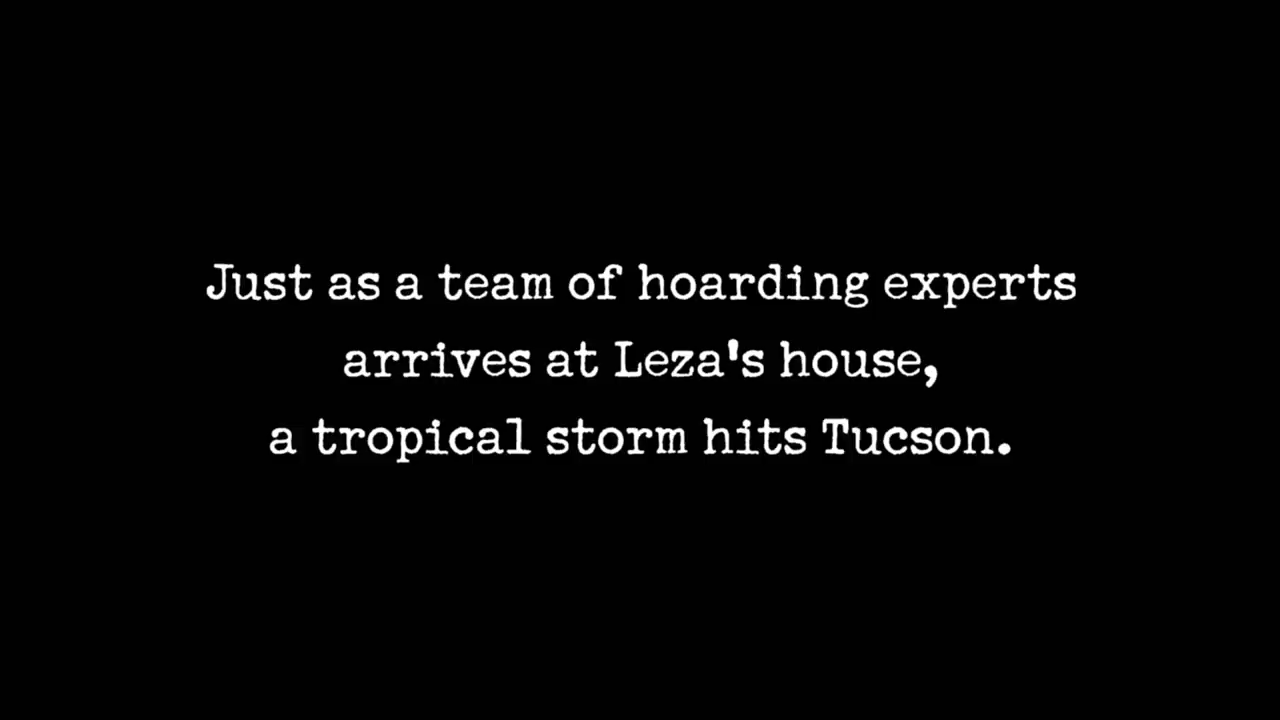 Just as a team of hoarding experts
arrives at Leza's house,
a tropical storm hits Tucson.